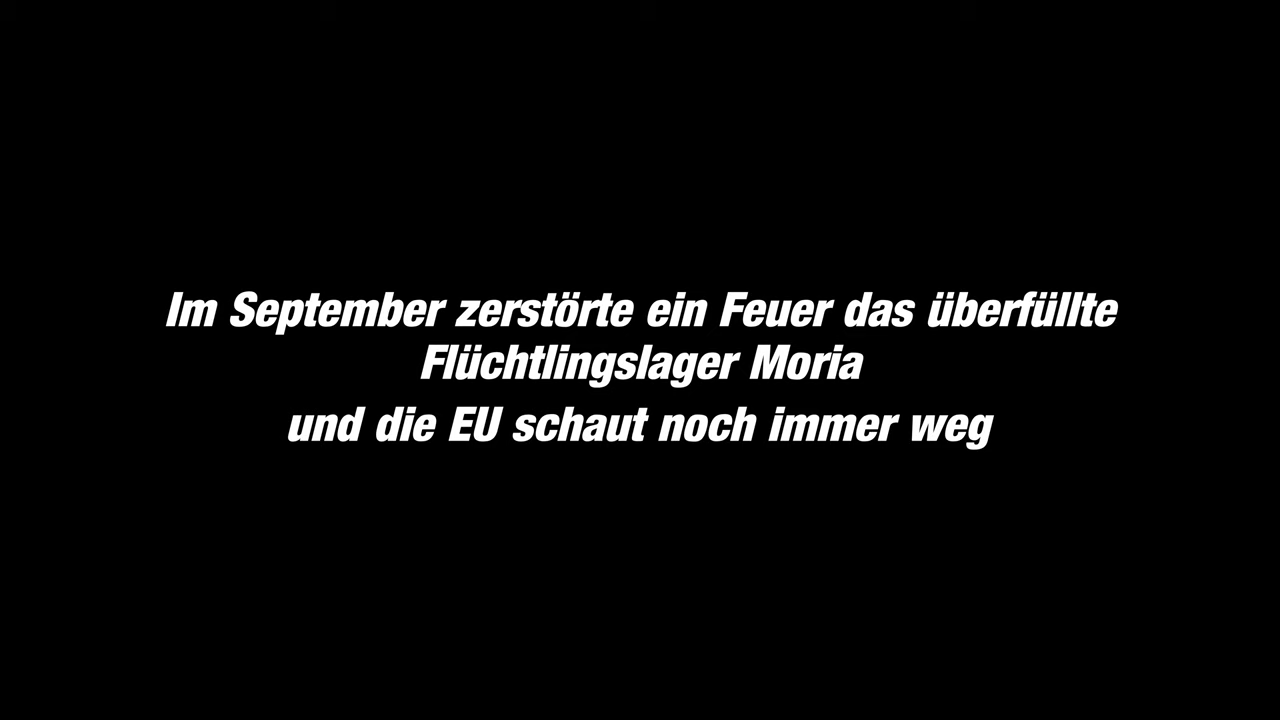 Im September zerstörte ein Feuer das überfüllte
Flüchtlingslager Moria
und die EU schaut noch immer weg